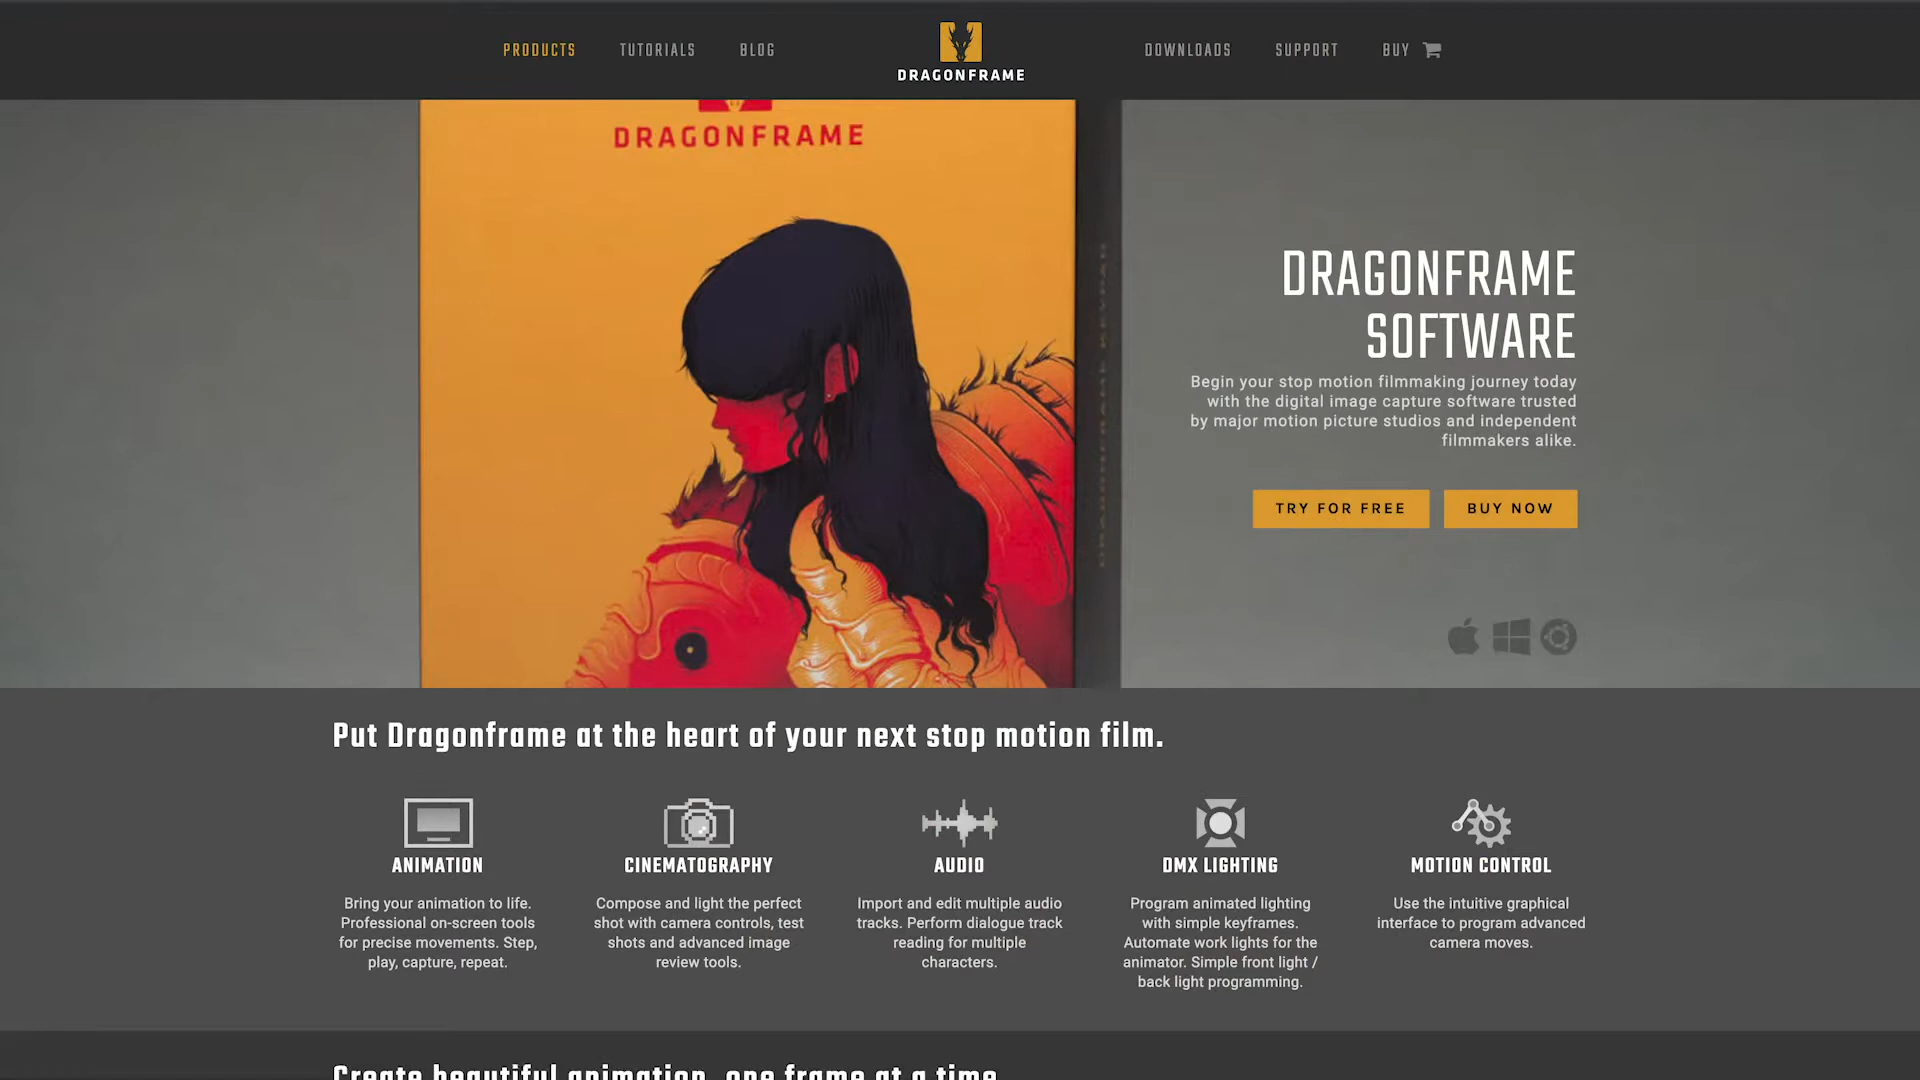 PRODUCTS
TUTORIALS
BLOG
DRAGONFRAME
DOWNLOADS
SUPPORT
BUY
DRAGONFRAME
DRAGONFRAME
SOFTWARE
Begin your stop motion filmmaking journey today
with the digital image capture software trusted
by major motion picture studios and independent
filmmakers alike.
TRY FOR FREE
BUY NOW
Put Dragonframe at the heart of your next stop motion film.
ANIMATION
Bring your animation to life.
Professional on-screen tools
for precise movements. Step,
play, capture, repeat.
CINEMATOGRAPHY
Compose and light the perfect
shot with camera controls, test
shots and advanced image
review tools.
AUDIO
Import and edit multiple audio
tracks. Perform dialogue track
reading for multiple
characters.
DMX LIGHTING
Program animated lighting
with simple keyframes.
Automate work lights for the
animator. Simple front light /
back light programming.
MOTION CONTROL
Use the intuitive graphical
interface to program advanced
camera moves.
Create beautiful animation, one frame at a time